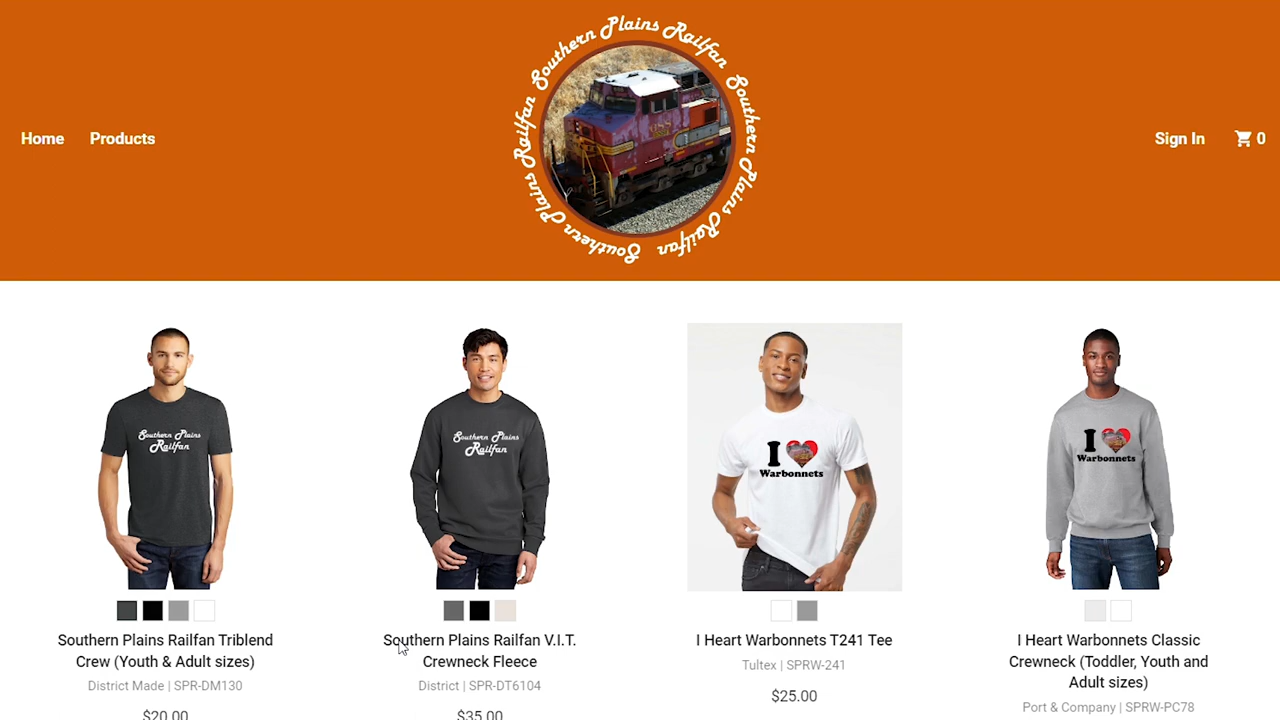 Southern Plains Railfan Southern Plains Railfan Southern Plains Railfan
Home
Products
Sign In
0
Southern Plains
Railfan
Southern Plains
Railfan
I
Warbonnets
I
Warbonnets
Southern Plains Railfan Triblend
Crew (Youth & Adult sizes)
District Made | SPR-DM130
$20.00
Southern Plains Railfan V.I.T.
Crewneck Fleece
District | SPR-DT6104
$35.00
I Heart Warbonnets T241 Tee
Tultex | SPRW-241
$25.00
I Heart Warbonnets Classic
Crewneck (Toddler, Youth and
Adult sizes)
Port & Company | SPRW-PC78